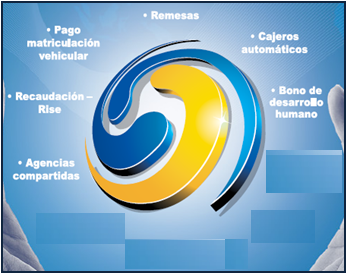 • Remesas
• Pago
matriculación
vehicular
• Cajeros
automáticos
• Recaudación –
Rise
• Bono de
desarrollo
humano
• Agencias
compartidas